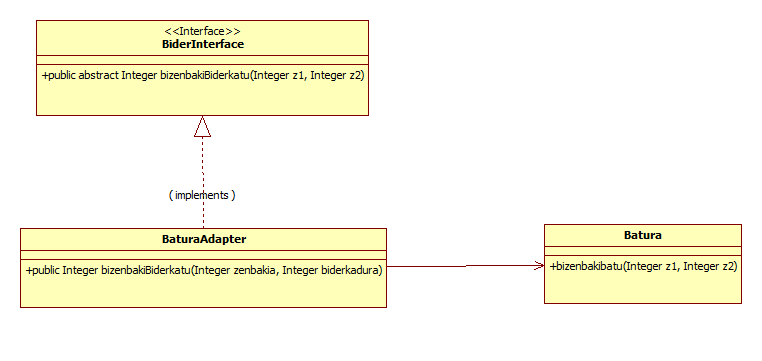 <<Interface>>
BiderInterface
+public abstract Integer bizenbakiBiderkatu(Integer z1, Integer z2)
( implements )
BaturaAdapter
+public Integer bizenbakiBiderkatu(Integer zenbakia, Integer biderkadura)
Batura
+bizenbakibatu(Integer z1, Integer z2)